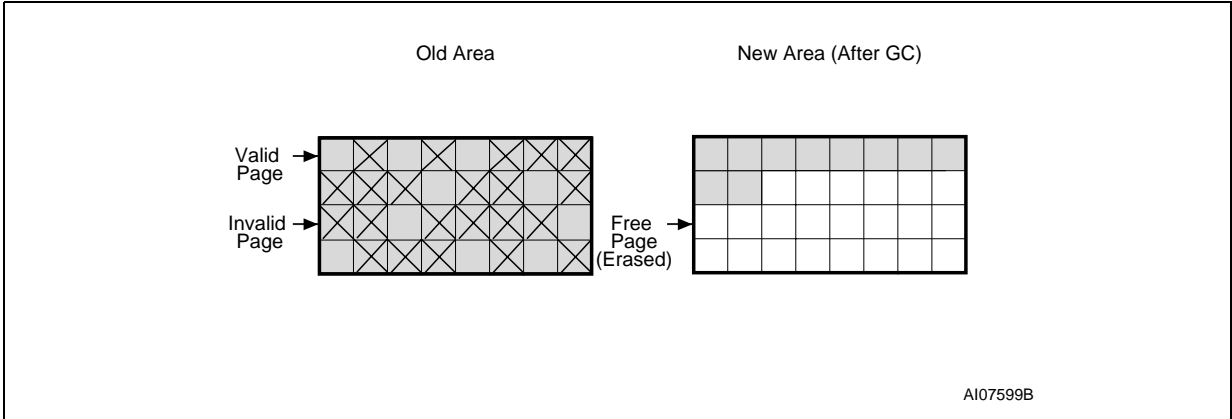 Old Area
New Area (After GC)
Valid
Page
Invalid
Page
Free
Page
(Erased)
AI07599B